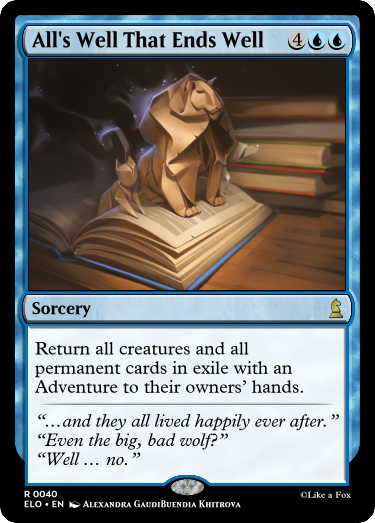 All's Well That Ends Well 4
Sorcery
Return all creatures and all
permanent cards in exile with an
Adventure to their owners' hands.
“…and they all lived happily ever after.”
“Even the big, bad wolf?”
“Well … no.”
R 0040
ELO • EN Alexandra GaudiBuendia Khitrova
©Like a Fox